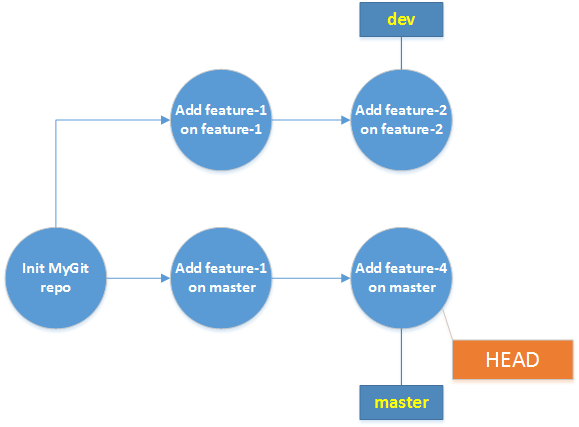 dev
Add feature-1
on feature-1
Add feature-2
on feature-2
Init MyGit
repo
Add feature-1
on master
Add feature-4
on master
HEAD
master